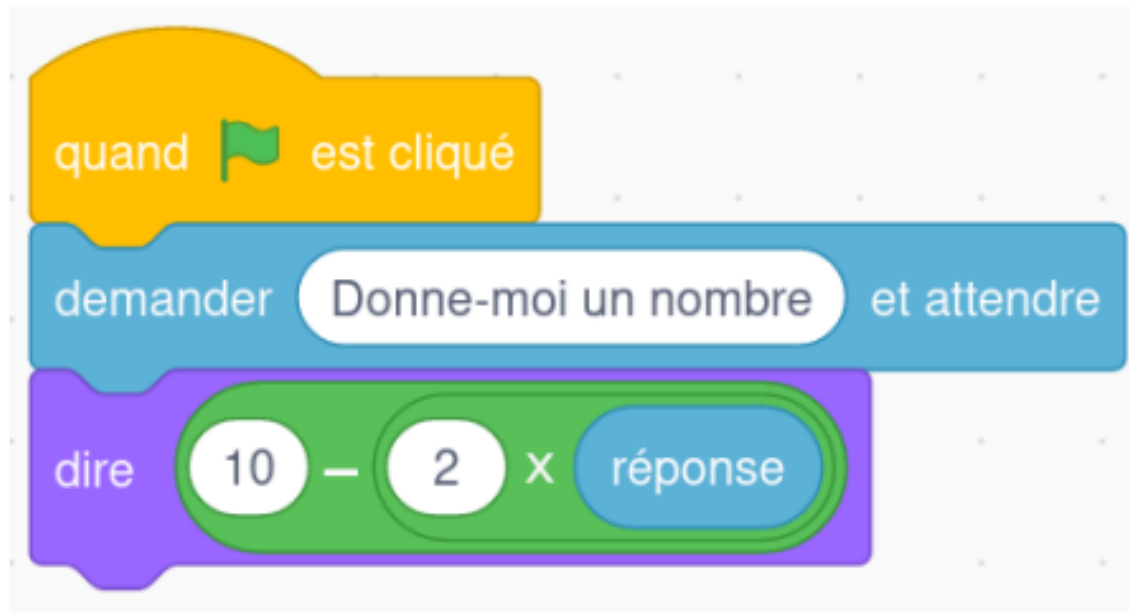 quand est cliqué
demander Donne-moi un nombre et attendre
dire 10 – 2 x réponse